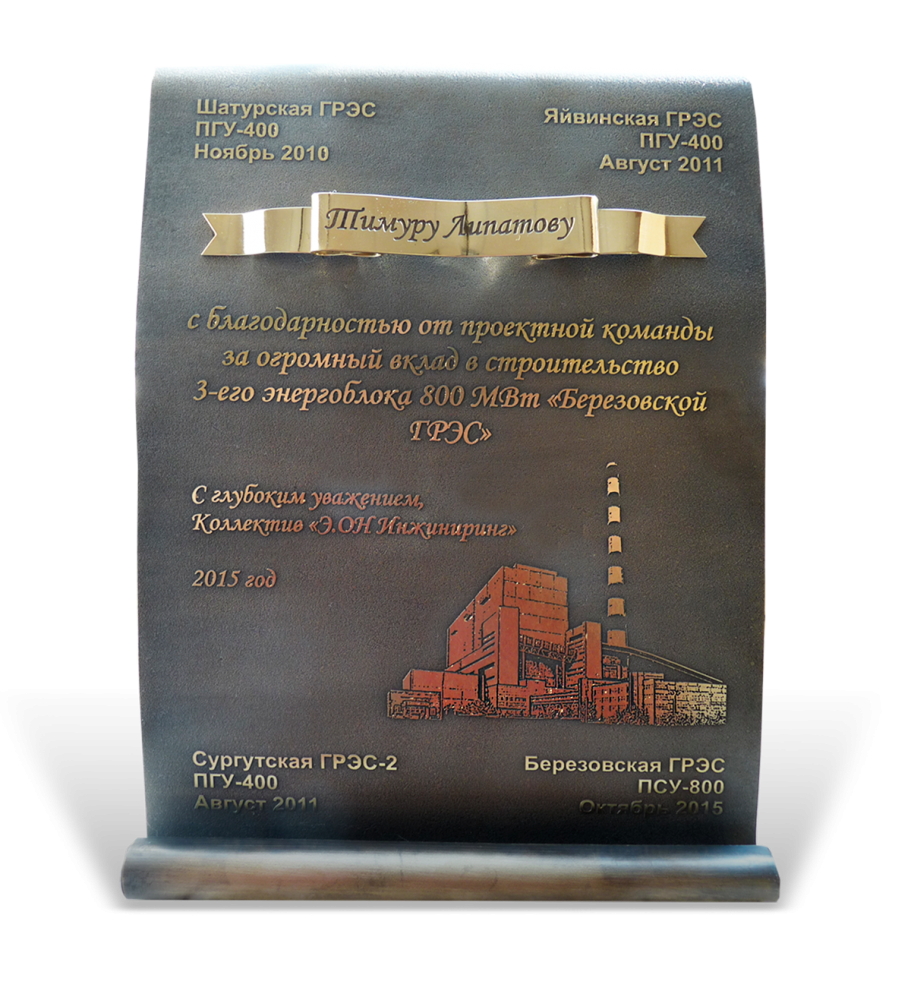 Шатурская ГРЭС
ПГУ-400
Ноябрь 2010
Яйвинская ГРЭС
ПГУ-400
Август 2011
Тимуру Липатову
с благодарностью от проектной команды
за огромный вклад в строительство
3-его энергоблока 800 МВт «Березовской
ГРЭС»
С глубоким уважением,
Коллектив «Э.ОН Инжиниринг»
2015 год
Сургутская ГРЭС-2
ПГУ-400
Август 2011
Березовская ГРЭС
ПСУ-800
Октябрь 2015